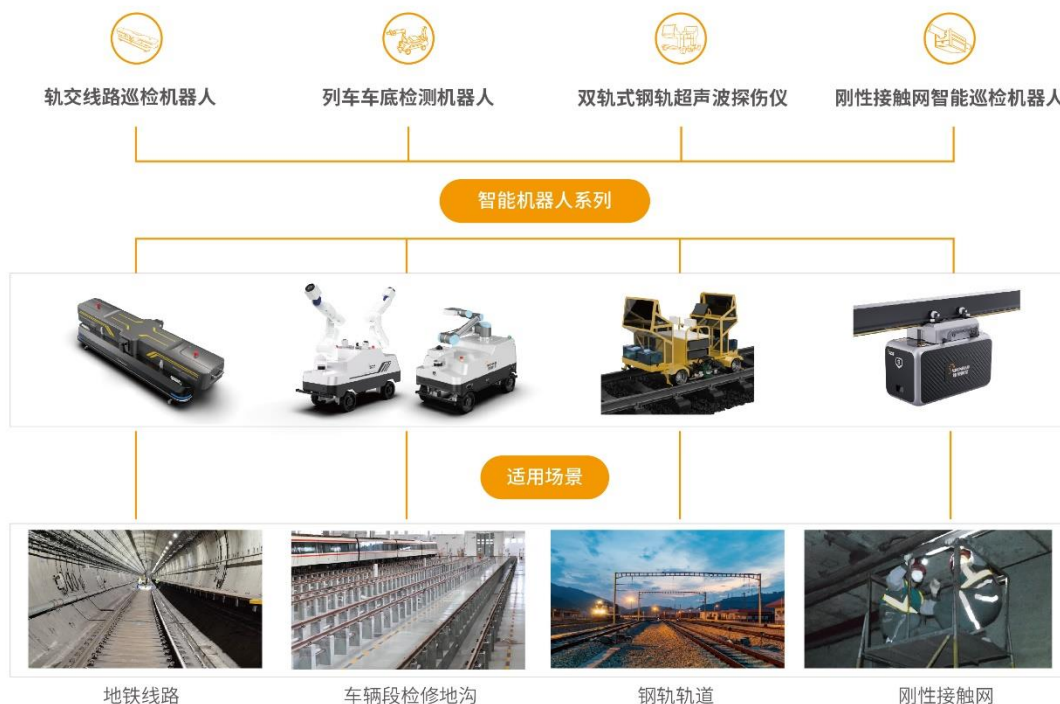 轨交线路巡检机器人
列车车底检测机器人
双轨式钢轨超声波探伤仪
刚性接触网智能巡检机器人
智能机器人系列
适用场景
地铁线路
车辆段检修地沟
钢轨轨道
刚性接触网